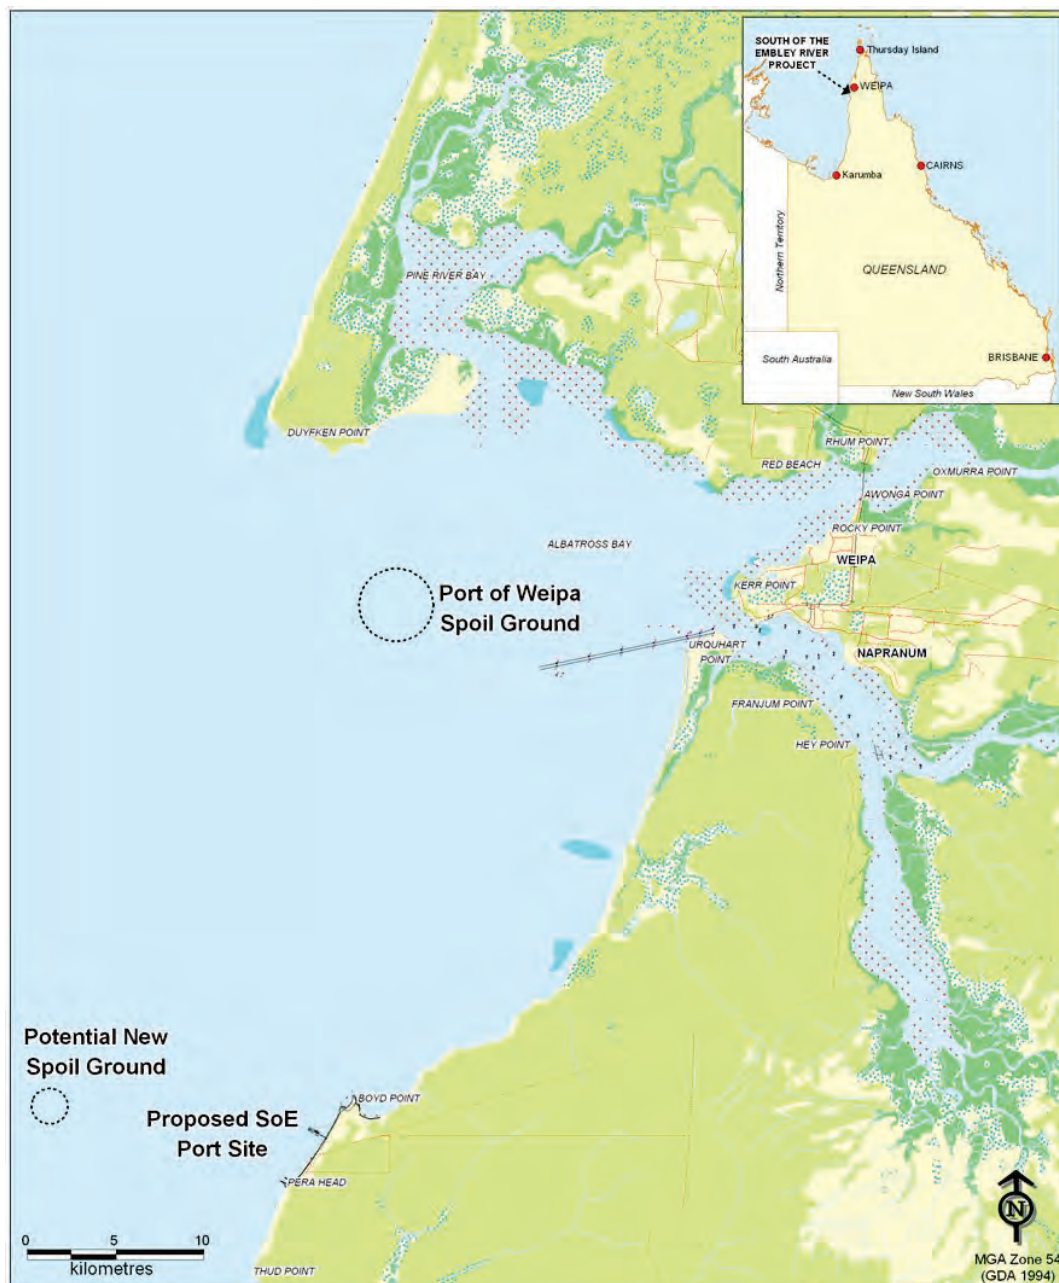 SOUTH OF THE
EMBLEY RIVER
PROJECT
Thursday Island
WEIPA
CAIRNS
Karumba
Northern Territory
QUEENSLAND
South Australia
BRISBANE
New South Wales
PINE RIVER BAY
DUYFKEN POINT
RHUM POINT
RED BEACH
OXMURRA POINT
AWONGA POINT
ROCKY POINT
ALBATROSS BAY
WEIPA
KERR POINT
Port of Weipa
Spoil Ground
URQUHART
POINT
NAPRANUM
FRANJUM POINT
HEY POINT
Potential New
Spoil Ground
BOYD POINT
Proposed SoE
Port Site
PERA HEAD
N
0 5 10
kilometres
MGA Zone 54
(GDA 1994)
THUD POINT